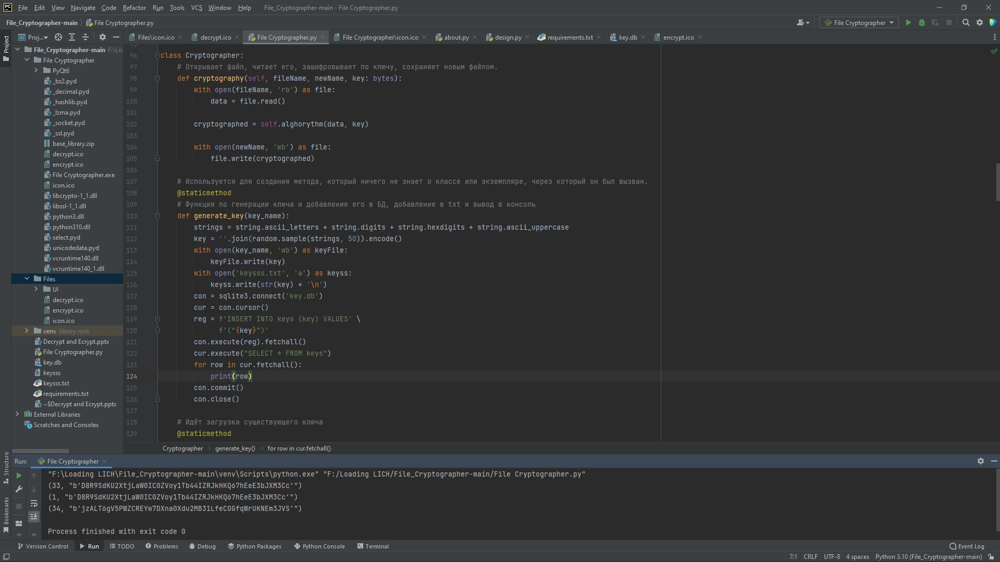 File Edit View Navigate Code Refactor Run Tools VCS Window Help File_Cryptographer-main - File Cryptographer.py
File_Cryptographer-main File Cryptographer.py File Cryptographer
Project Proj... Files\icon.ico decrypt.ico File Cryptographer.py File Cryptographer\icon.ico about.py design.py requirements.txt key.db encrypt.ico
File_Cryptographer-main F:\Loa
File Cryptographer
PyQt6
_bz2.pyd
_decimal.pyd
_hashlib.pyd
_lzma.pyd
_socket.pyd
_ssl.pyd
base_library.zip
decrypt.ico
encrypt.ico
File Cryptographer.exe
icon.ico
libcrypto-1_1.dll
libssl-1_1.dll
python3.dll
python310.dll
select.pyd
unicodedata.pyd
vcruntime140.dll
vcruntime140_1.dll
Files
UI
decrypt.ico
encrypt.ico
icon.ico
venv library root
Decrypt and Ecrypt.pptx
File Cryptographer.py
key.db
keysss
keysss.txt
requirements.txt
~$Decrypt and Ecrypt.pptx
External Libraries
Scratches and Consoles
95
96 class Cryptographer:
97 # Открывает файл, читает его, зашифровывает по ключу, сохраняет новым файлом.
98 def cryptography(self, fileName, newName, key: bytes):
99 with open(fileName, 'rb') as file:
100 data = file.read()
101
102 cryptographed = self.alghorythm(data, key)
103
104 with open(newName, 'wb') as file:
105 file.write(cryptographed)
106
107 # Используется для создания метода, который ничего не знает о классе или экземпляре, через который он был вызван.
108 @staticmethod
109 # Функция по генерации ключа и добавление его в БД, добавление в txt и вывод в консоль
110 def generate_key(key_name):
111 strings = string.ascii_letters + string.digits + string.hexdigits + string.ascii_uppercase
112 key = ''.join(random.sample(strings, 50)).encode()
113 with open(key_name, 'wb') as keyFile:
114 keyFile.write(key)
115 with open('keysss.txt', 'a') as keyss:
116 keyss.write(str(key) + '\n')
117 con = sqlite3.connect('key.db')
118 cur = con.cursor()
119 reg = f'INSERT INTO keys (key) VALUES' \
120 f'("{key}")'
121 con.execute(reg).fetchall()
122 cur.execute("SELECT * FROM keys")
123 for row in cur.fetchall():
124 print(row)
125 con.commit()
126 con.close()
127
128 # Идёт загрузка существующего ключа
129 @staticmethod
Cryptographer generate_key() for row in cur.fetchall()
Structure
Bookmarks
Run: File Cryptographer
"F:\Loading LICH\File_Cryptographer-main\venv\Scripts\python.exe" "F:/Loading LICH/File_Cryptographer-main/File Cryptographer.py"
(33, "b'D8R9SdKU2XtjLaW0IC0ZVoy1Tb44IZRJkHKQ67hEeE3bJXM3Cc'")
(1, "b'D8R9SdKU2XtjLaW0IC0ZVoy1Tb44IZRJkHKQ67hEeE3bJXM3Cc'")
(34, "b'jzALT6gV5PWZCREYw7DXna0Xdu2MB31LfeCOGfqWrUKNEm3JVS'")
Process finished with exit code 0
Version Control Run TODO Problems Debug Python Packages Python Console Terminal Event Log
7:1 CRLF UTF-8 4 spaces Python 3.10 (File_Cryptographer-main)